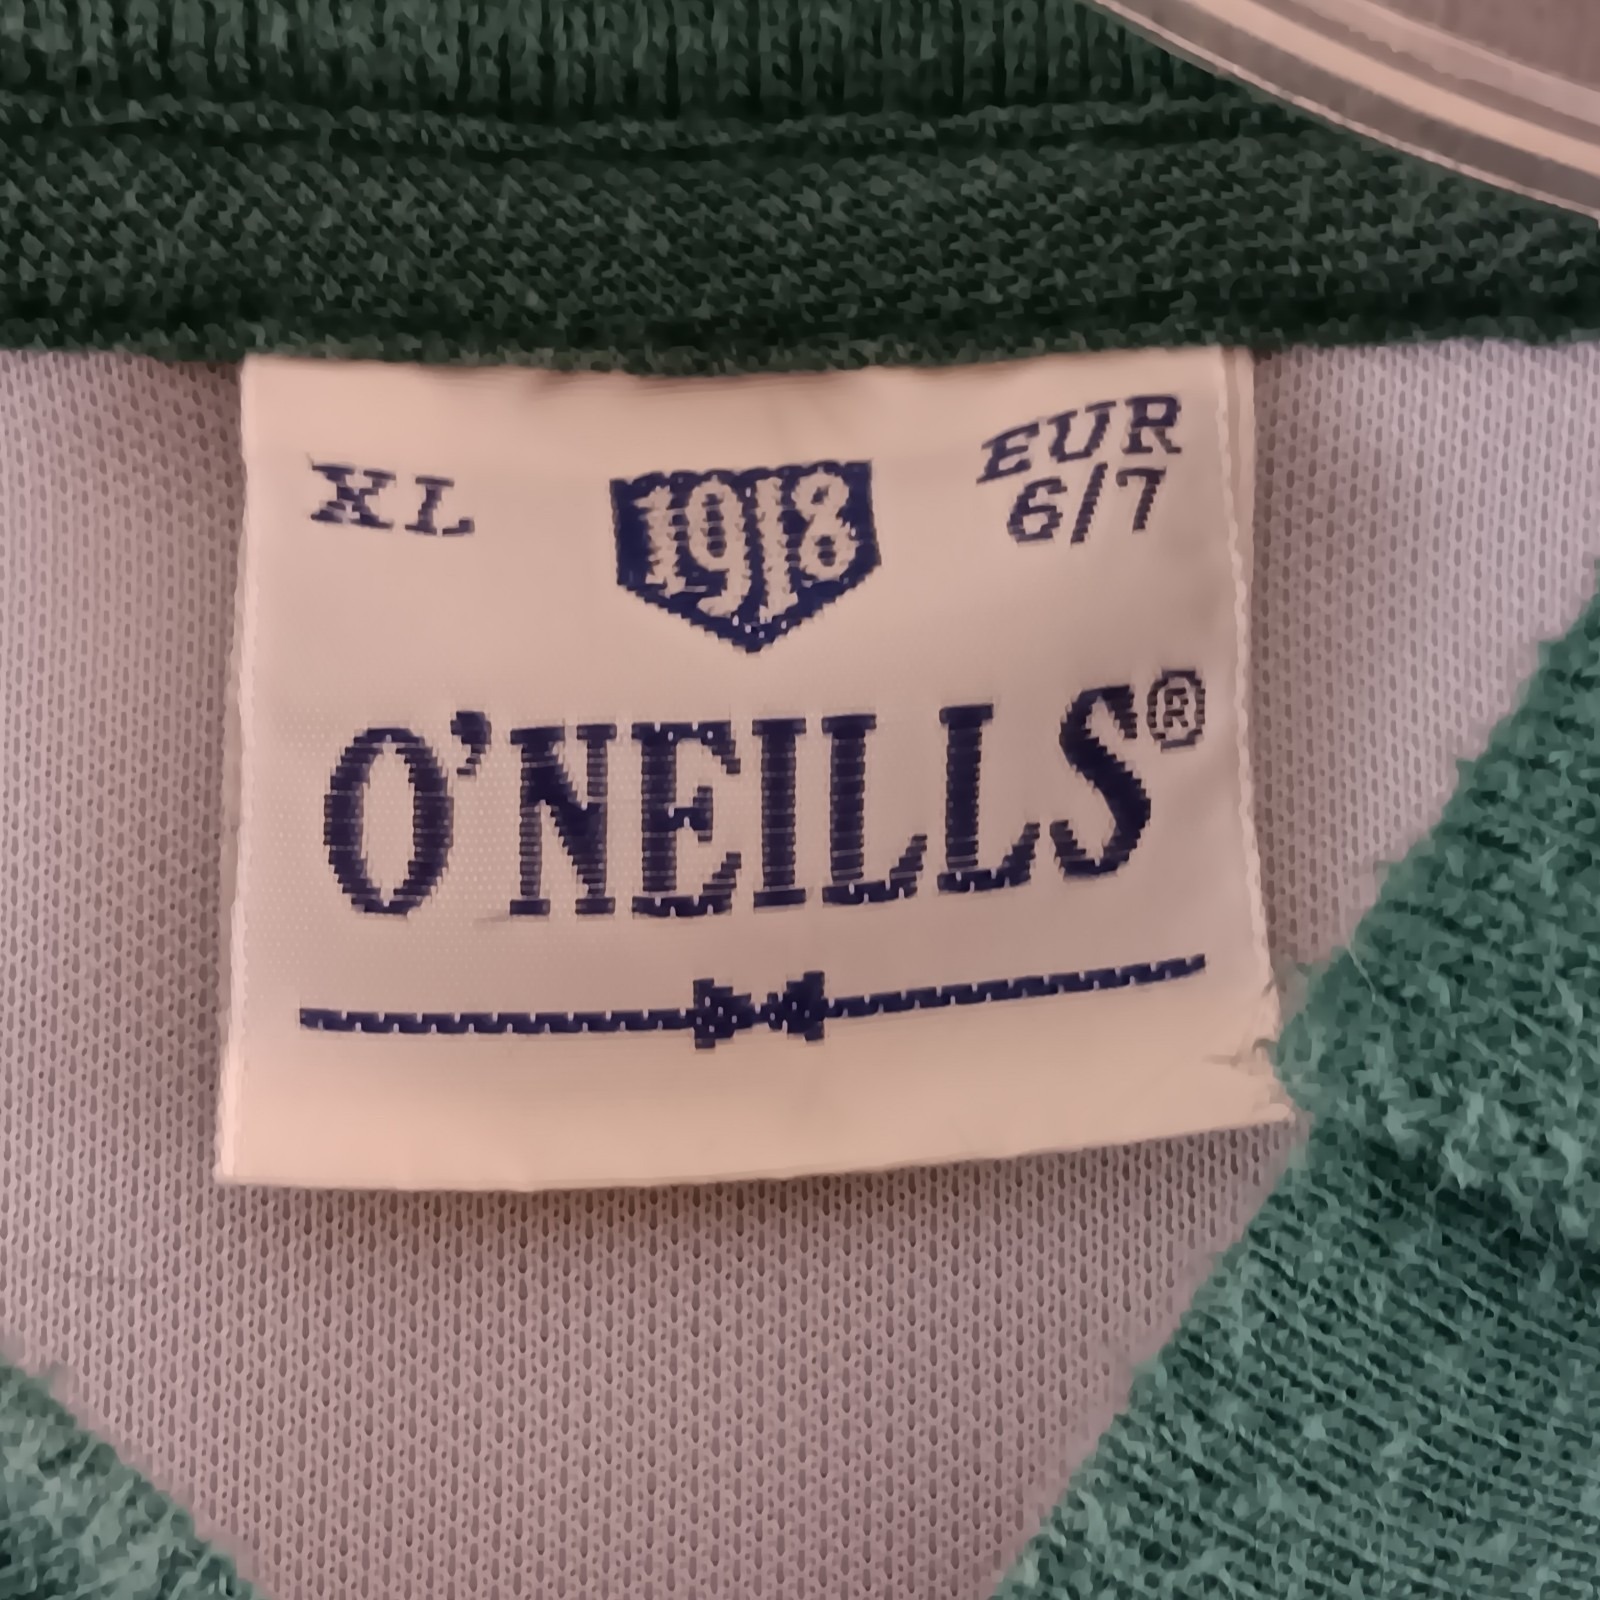 XL
1918
EUR
6/7
O'NEILLS®